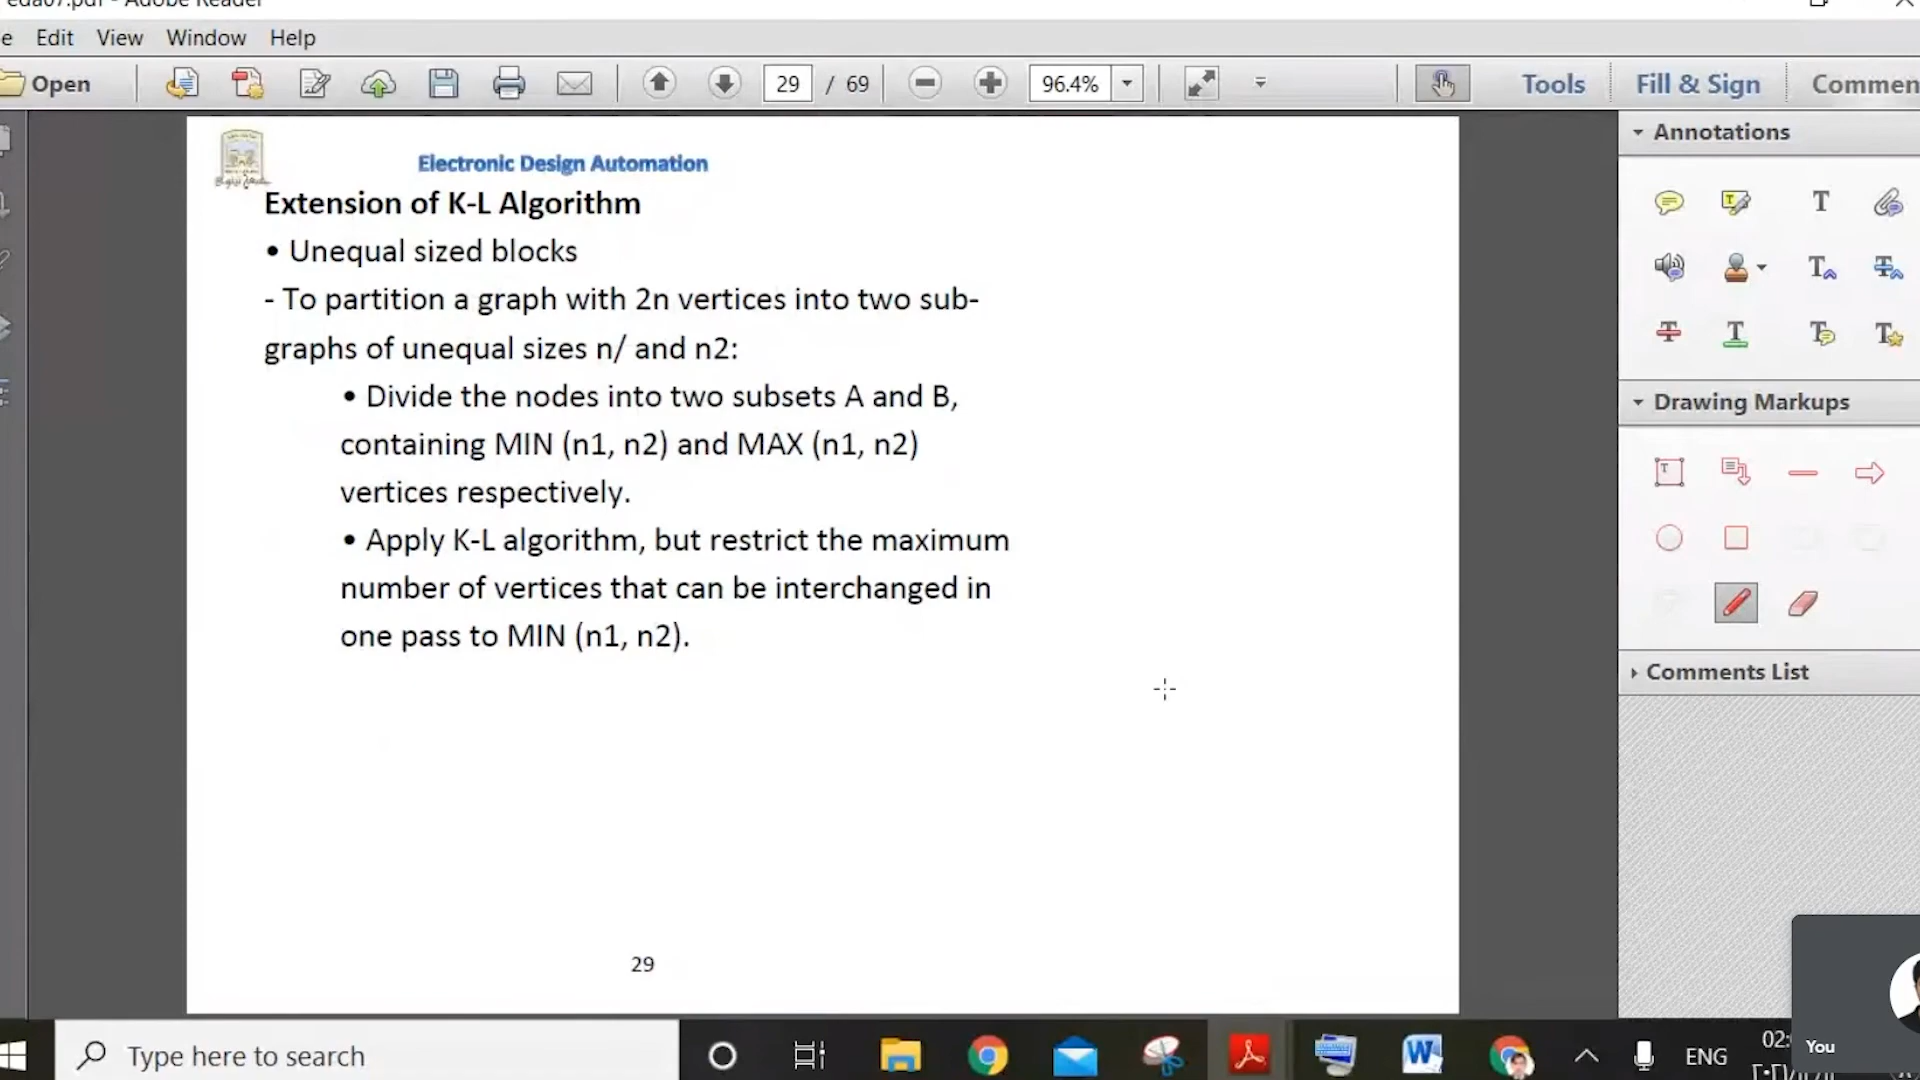 Edit View Window Help
Open 29 / 69 96.4% Tools Fill & Sign Commen
Annotations
Electronic Design Automation
Extension of K-L Algorithm
• Unequal sized blocks
- To partition a graph with 2n vertices into two sub-
graphs of unequal sizes n/ and n2:
• Divide the nodes into two subsets A and B,
containing MIN (n1, n2) and MAX (n1, n2)
vertices respectively.
• Apply K-L algorithm, but restrict the maximum
number of vertices that can be interchanged in
one pass to MIN (n1, n2).
29
Drawing Markups
Comments List
You
Type here to search
ENG
02: